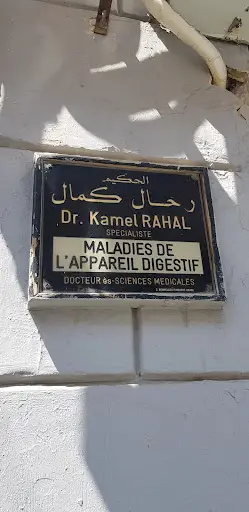 الحكيم
رحال كمال
Dr. Kamel RAHAL
SPECIALISTE
MALADIES DE
L'APPAREIL DIGESTIF
DOCTEUR ès-SCIENCES MEDICALES